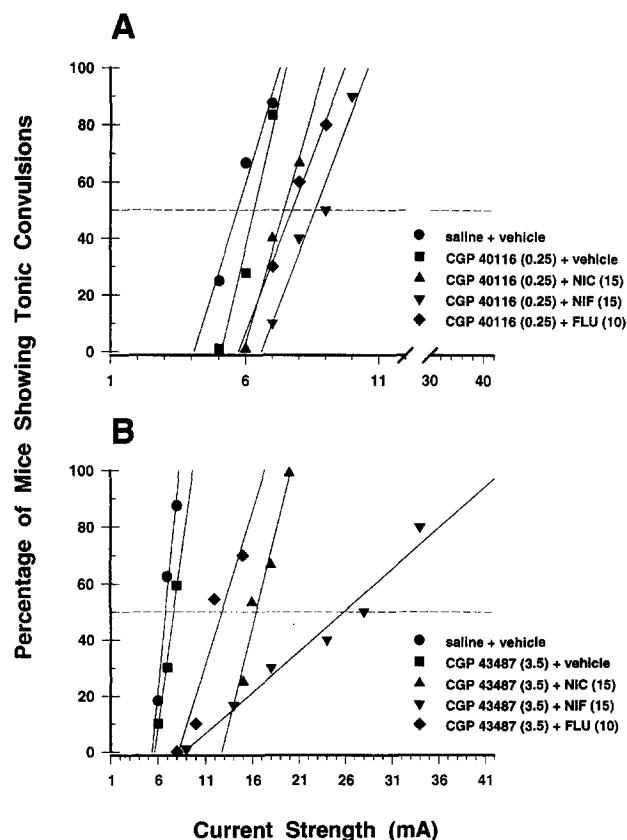 A
Percentage of Mice Showing Tonic Convulsions
100
80
60
40
20
0
1
6
11
30
40
saline + vehicle
CGP 40116 (0.25) + vehicle
CGP 40116 (0.25) + NIC (15)
CGP 40116 (0.25) + NIF (15)
CGP 40116 (0.25) + FLU (10)
B
100
80
60
40
20
0
1
6
11
16
21
26
31
36
41
saline + vehicle
CGP 43487 (3.5) + vehicle
CGP 43487 (3.5) + NIC (15)
CGP 43487 (3.5) + NIF (15)
CGP 43487 (3.5) + FLU (10)
Current Strength (mA)